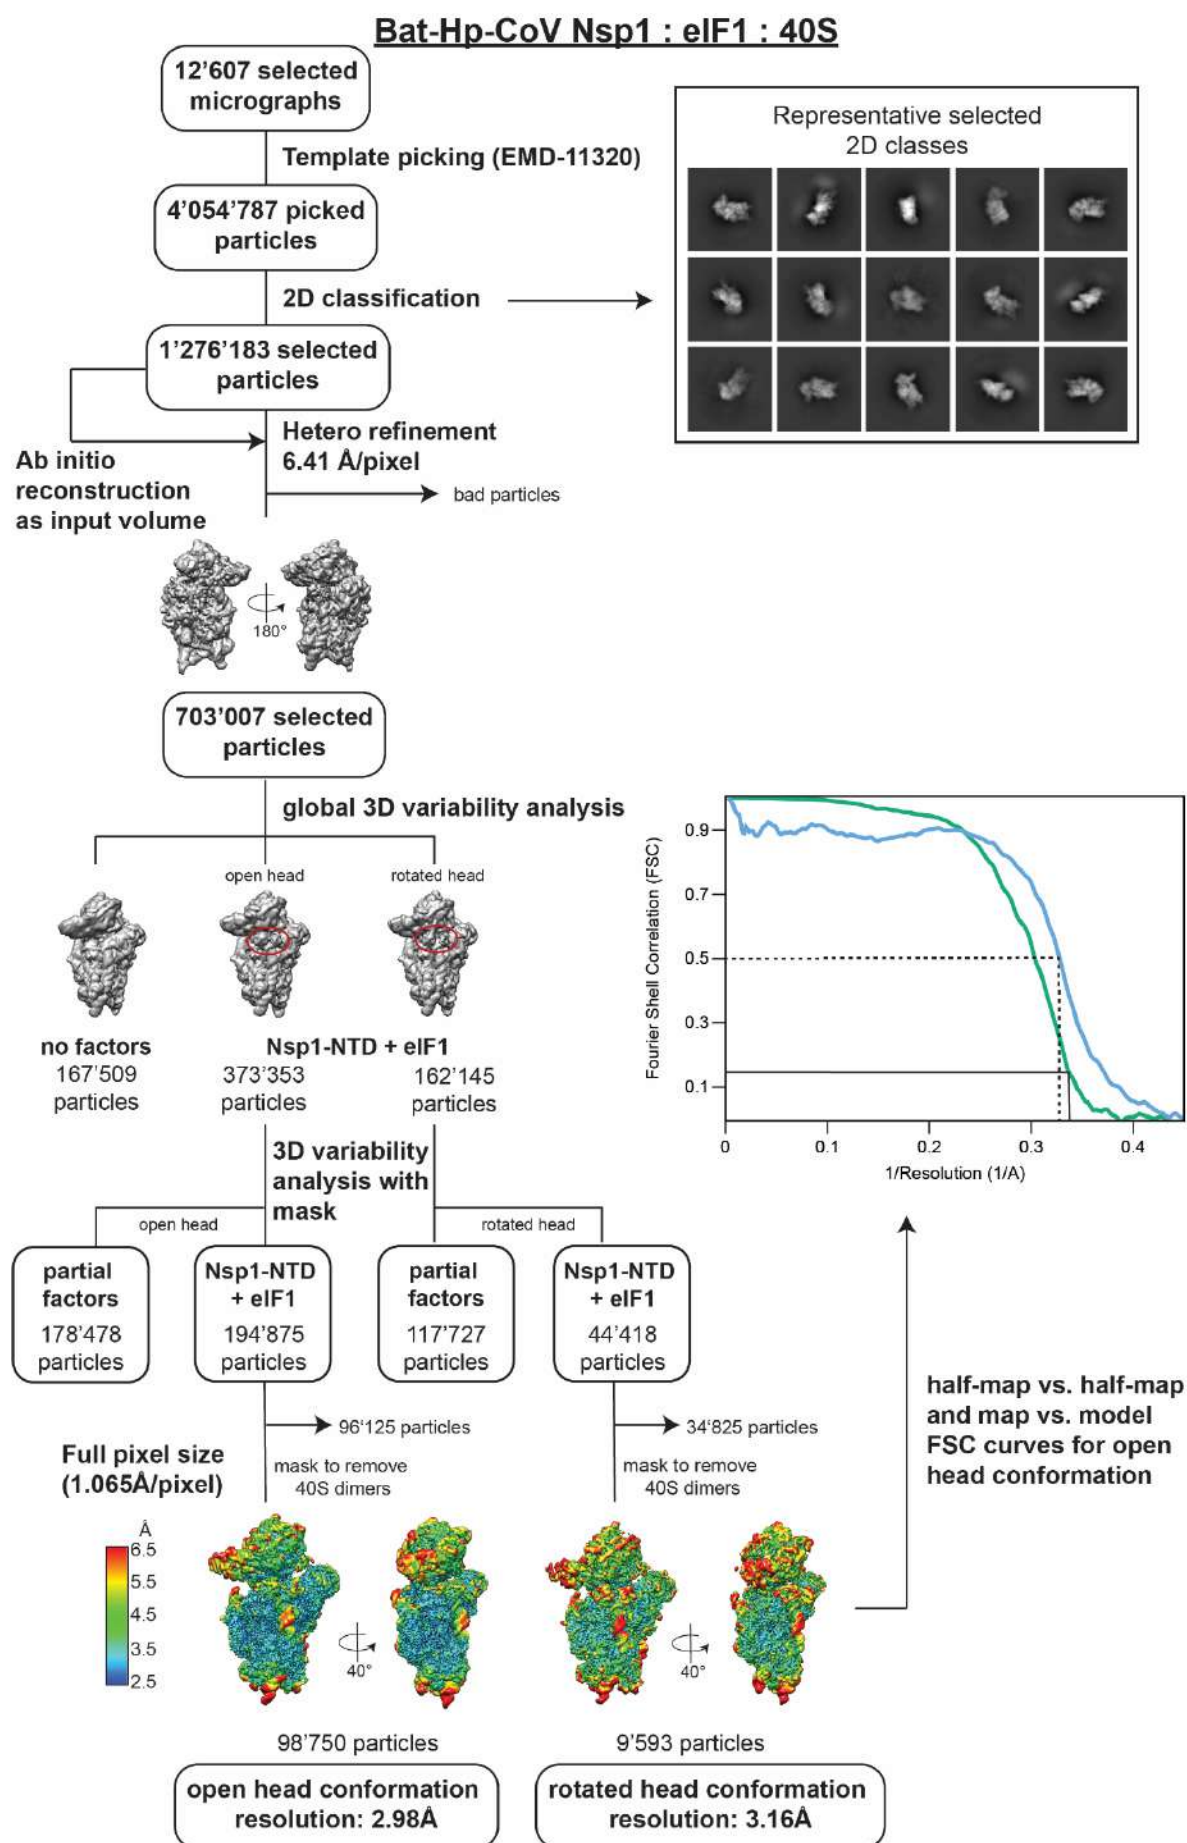 Bat-Hp-CoV Nsp1 : eIF1 : 40S
12'607 selected
micrographs
Template picking (EMD-11320)
4'054'787 picked
particles
2D classification
Representative selected
2D classes
1'276'183 selected
particles
Hetero refinement
6.41 Å/pixel
Ab initio
reconstruction
as input volume
bad particles
180°
703'007 selected
particles
global 3D variability analysis
open head
rotated head
no factors
167'509
particles
Nsp1-NTD + eIF1
373'353
particles
162'145
particles
Fourier Shell Correlation (FSC)
0.9
0.7
0.5
0.3
0.1
0
0.1
0.2
0.3
0.4
1/Resolution (1/A)
3D variability
analysis with
mask
open head
rotated head
partial
factors
178'478
particles
Nsp1-NTD
+ eIF1
194'875
particles
partial
factors
117'727
particles
Nsp1-NTD
+ eIF1
44'418
particles
96'125 particles
34'825 particles
half-map vs. half-map
and map vs. model
FSC curves for open
head conformation
Full pixel size
(1.065Å/pixel)
mask to remove
40S dimers
mask to remove
40S dimers
Å
6.5
5.5
4.5
3.5
2.5
40°
40°
98'750 particles
9'593 particles
open head conformation
resolution: 2.98Å
rotated head conformation
resolution: 3.16Å